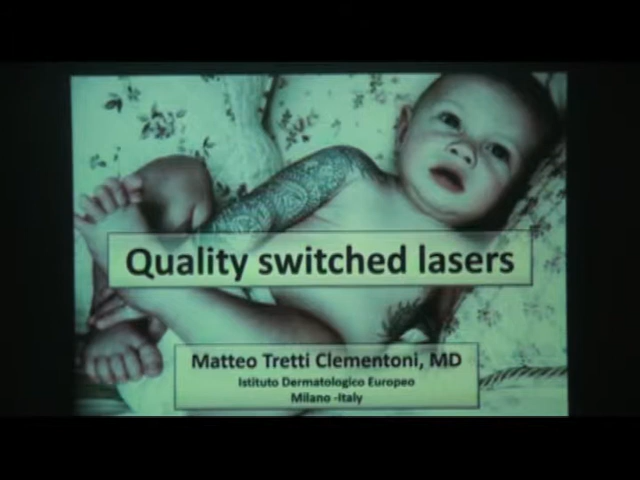 Quality switched lasers
Matteo Tretti Clementoni, MD
Istituto Dermatologico Europeo
Milano -Italy